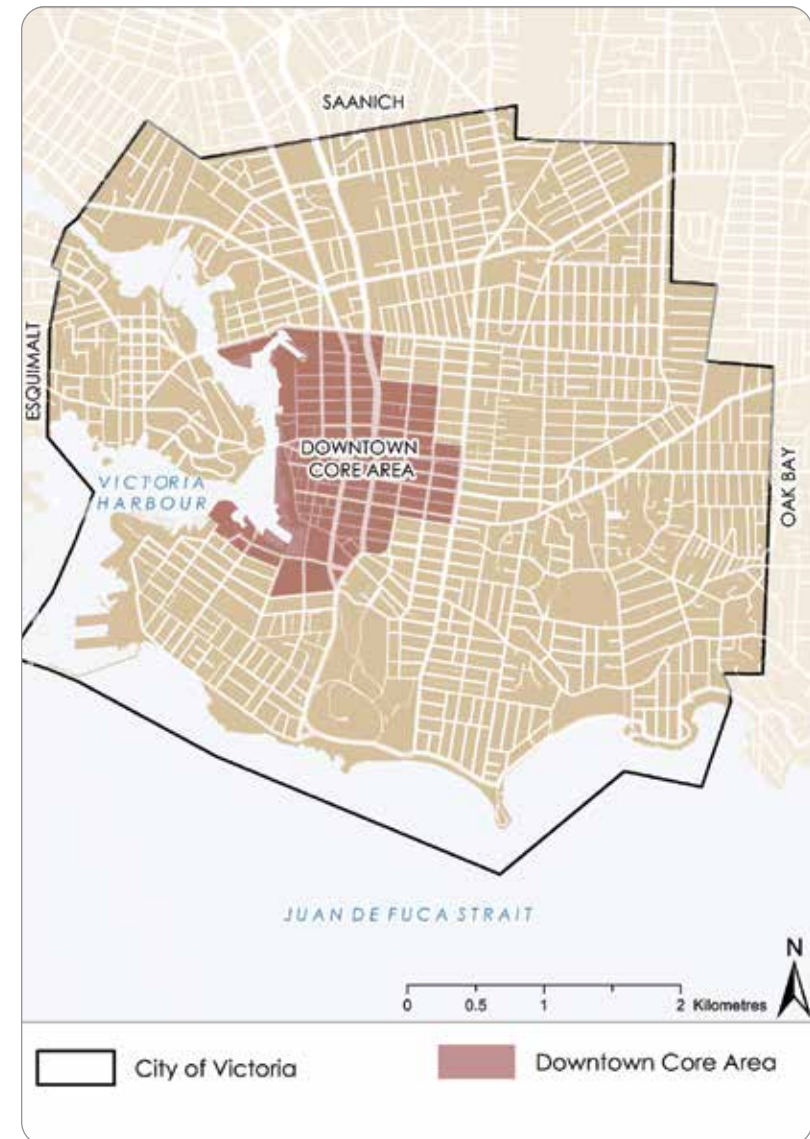 SAANICH
ESQUIMALT
DOWNTOWN
CORE AREA
VICTORIA
HARBOUR
OAK BAY
JUAN DE FUCA STRAIT
N
0 0.5 1 2 Kilometres
City of Victoria
Downtown Core Area